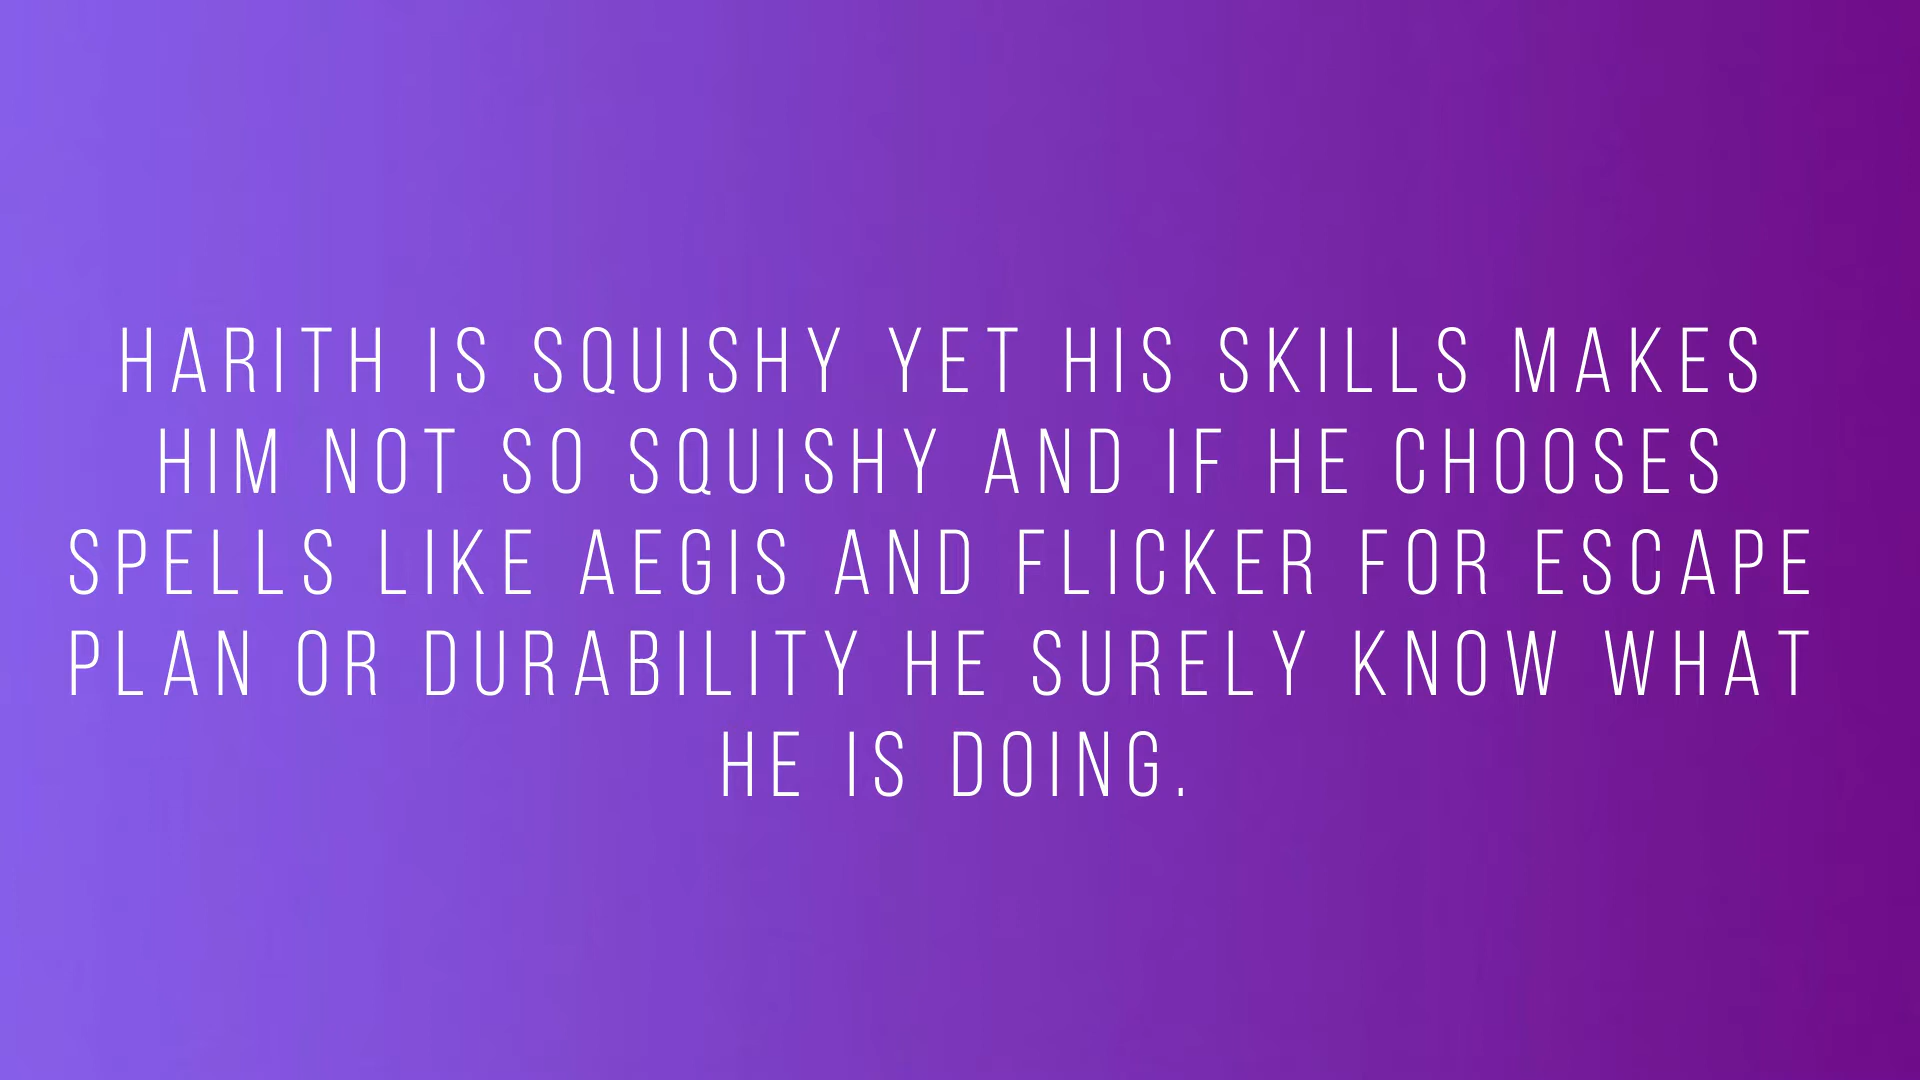 HARITH IS SQUISHY YET HIS SKILLS MAKES
HIM NOT SO SQUISHY AND IF HE CHOOSES
SPELLS LIKE AEGIS AND FLICKER FOR ESCAPE
PLAN OR DURABILITY HE SURELY KNOW WHAT
HE IS DOING.